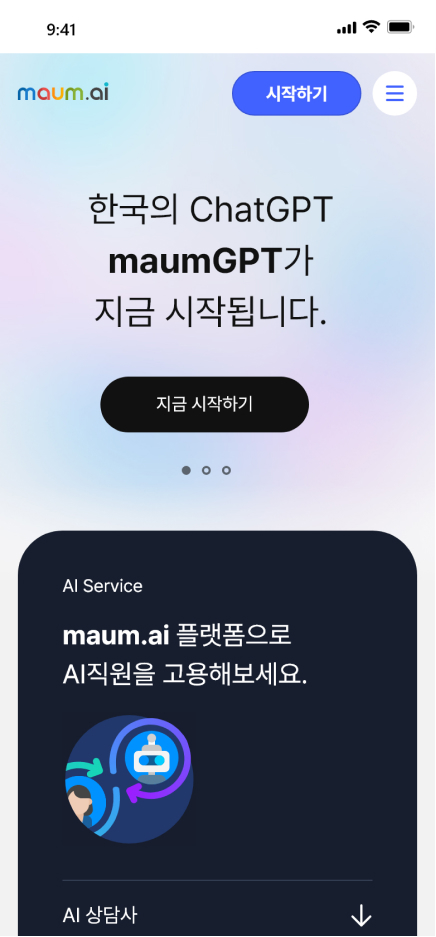 9:41
maum.ai
시작하기
한국의 ChatGPT
maumGPT가
지금 시작됩니다.
지금 시작하기
AI Service
maum.ai 플랫폼으로
AI직원을 고용해보세요.
AI 상담사